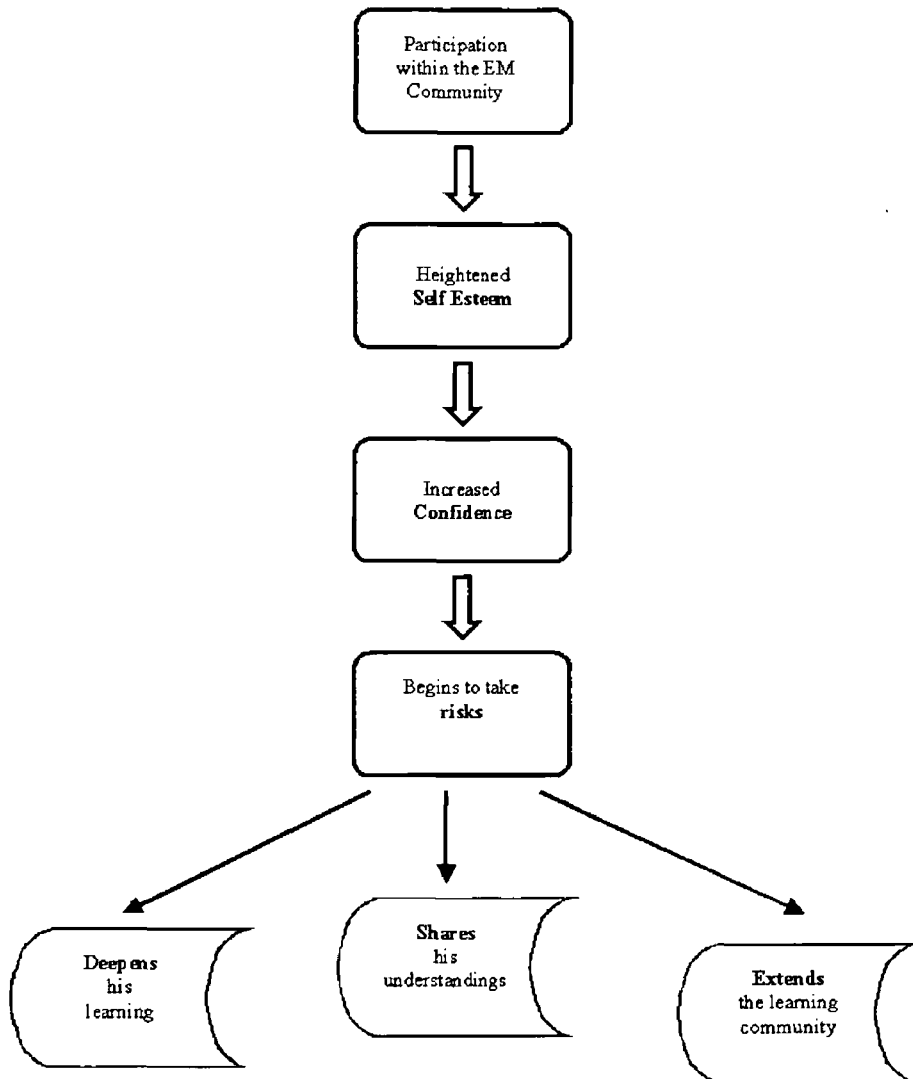 Participation
within the EM
Community
Heightened
Self Esteem
Increased
Confidence
Begins to take
risks
Deepens
his
learning
Shares
his
understandings
Extends
the learning
community